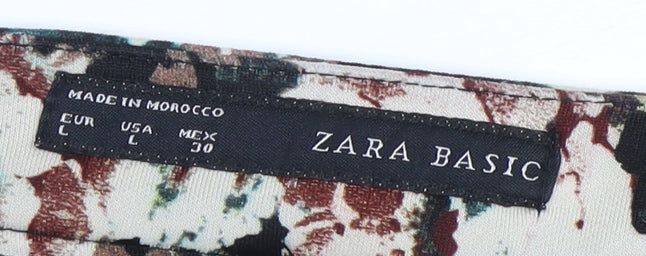 MADE IN MOROCCO
EUR USA MEX
L L 30
ZARA BASIC